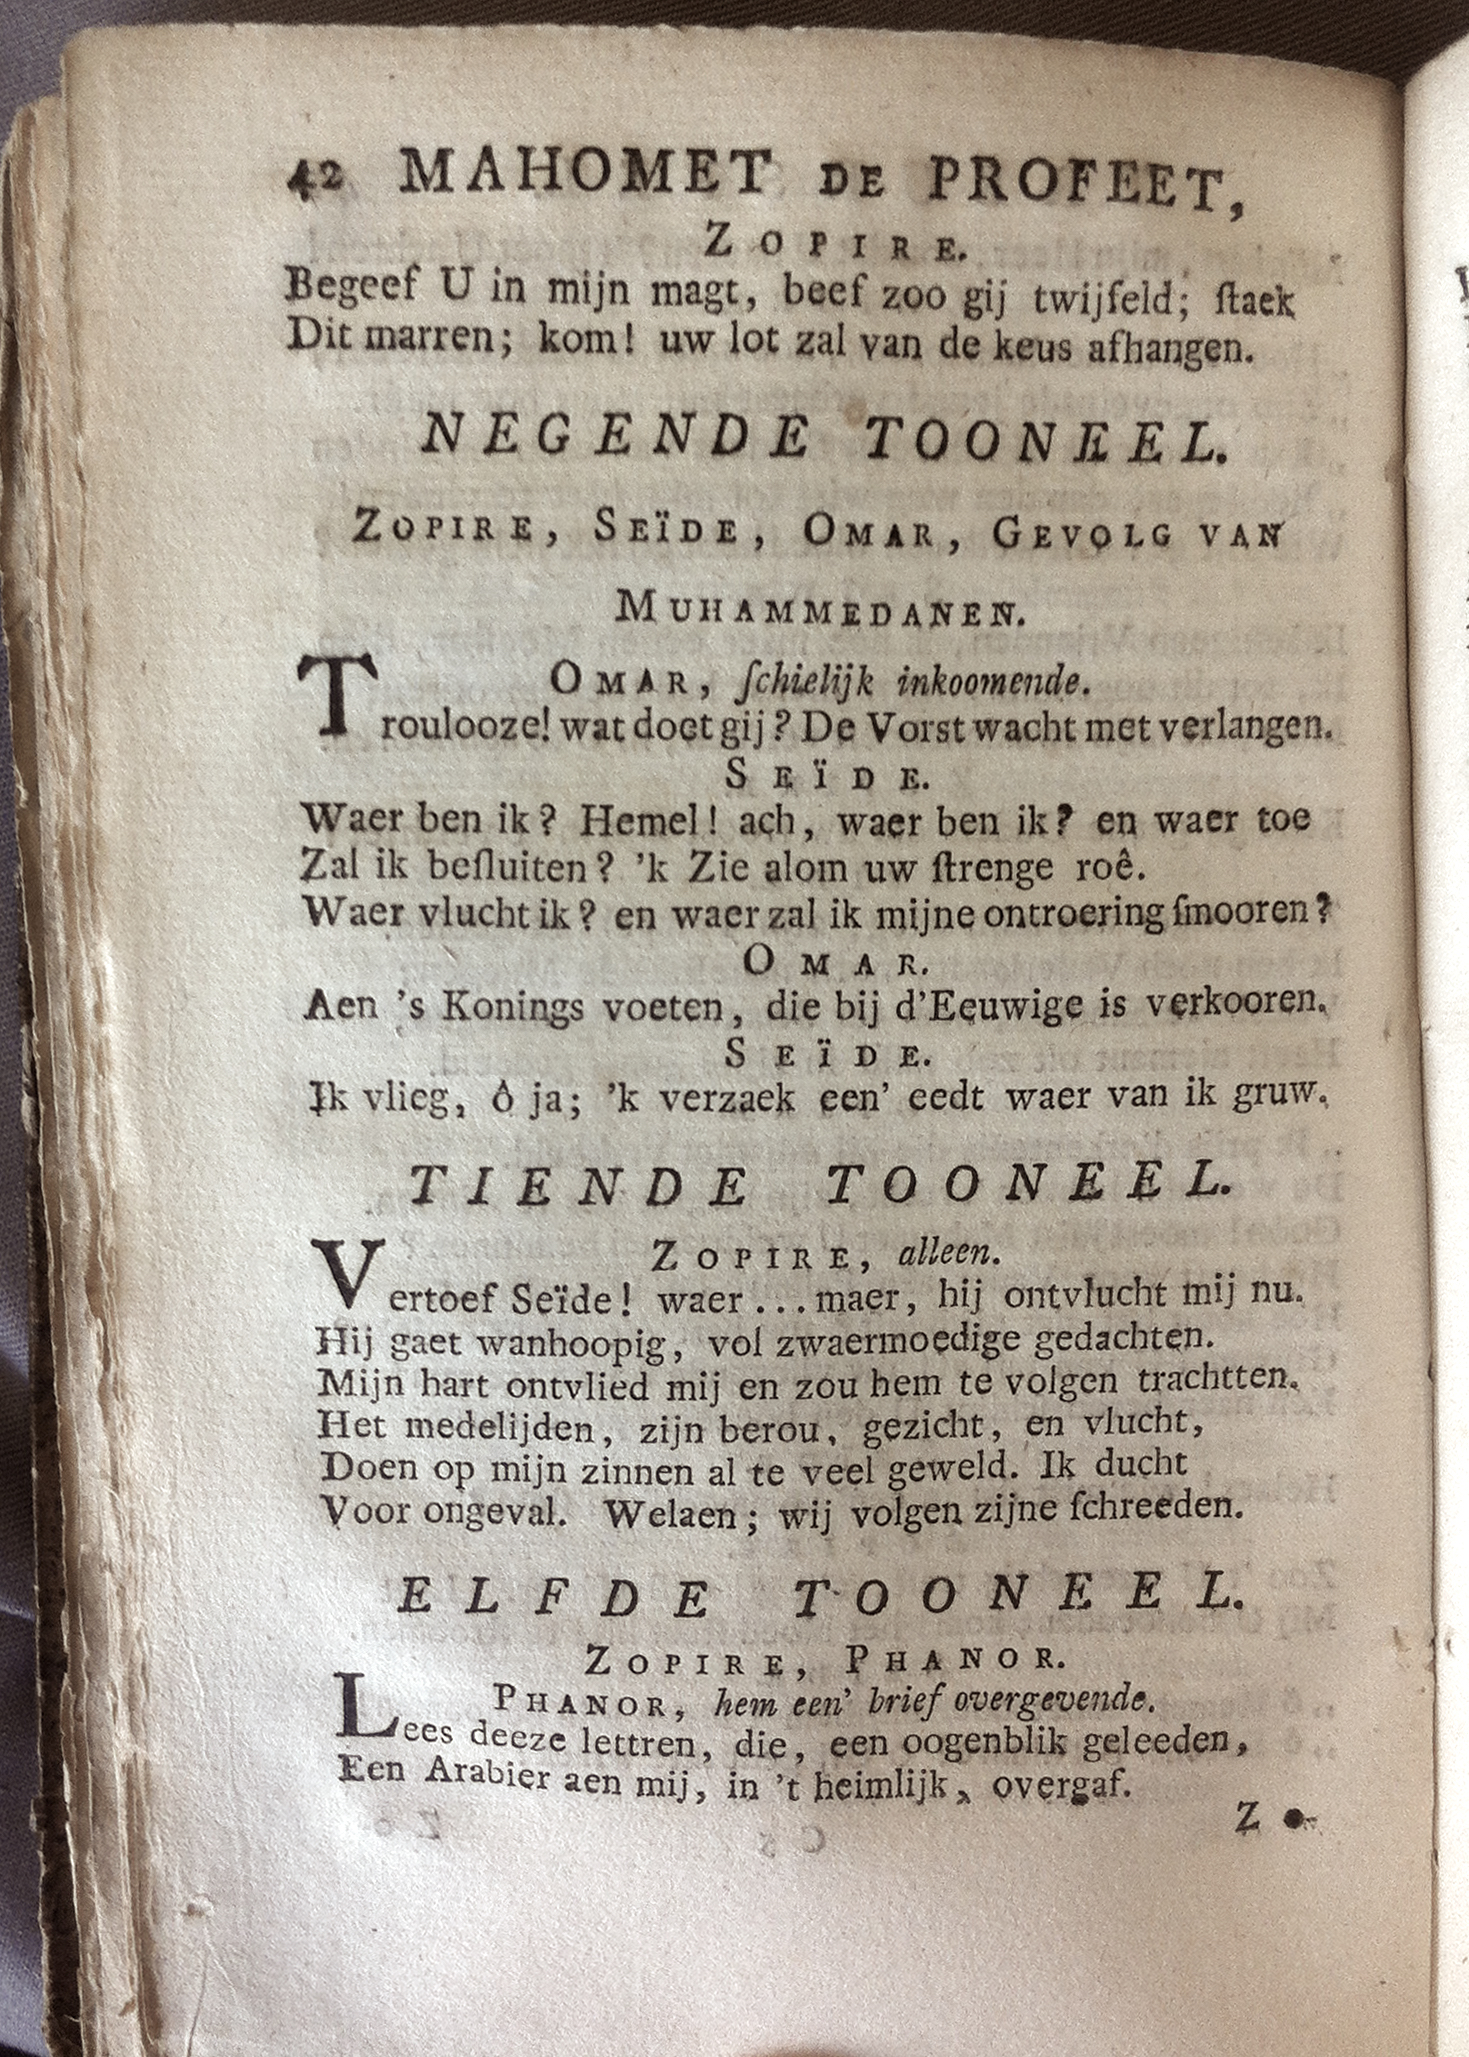 42 MAHOMET DE PROFEET,
ZOPIRE.
Begeef U in mijn magt, beef zoo gij twijfeld; ſtaek
Dit marren; kom! uw lot zal van de keus afhangen.
NEGENDE TOONEEL.
ZOPIRE, SEÏDE, OMAR, GEVOLG VAN
MUHAMMEDANEN.
OMAR, ſchielijk inkoomende.
Troulooze! wat doet gij? De Vorst wacht met verlangen.
SEÏDE.
Waer ben ik? Hemel! ach, waer ben ik? en waer toe
Zal ik beſluiten? 'k Zie alom uw ſtrenge roê.
Waer vlucht ik? en waer zal ik mijne ontroering ſmooren?
OMAR.
Aen 's Konings voeten, die bij d'Eeuwige is verkooren.
SEÏDE.
Ik vlieg, ô ja; 'k verzaek een' eedt waer van ik gruw.
TIENDE TOONEEL.
ZOPIRE, alleen.
Vertoef Seïde! waer ... maer, hij ontvlucht mij nu.
Hij gaet wanhoopig, vol zwaermoedige gedachten.
Mijn hart ontvlied mij en zou hem te volgen trachtten.
Het medelijden, zijn berou, gezicht, en vlucht,
Doen op mijn zinnen al te veel geweld. Ik ducht
Voor ongeval. Welaen; wij volgen zijne ſchreeden.
ELFDE TOONEEL.
ZOPIRE, PHANOR.
PHANOR, hem een' brief overgevende.
Lees deeze lettren, die, een oogenblik geleeden,
Een Arabier aen mij, in 't heimlijk, overgaf.